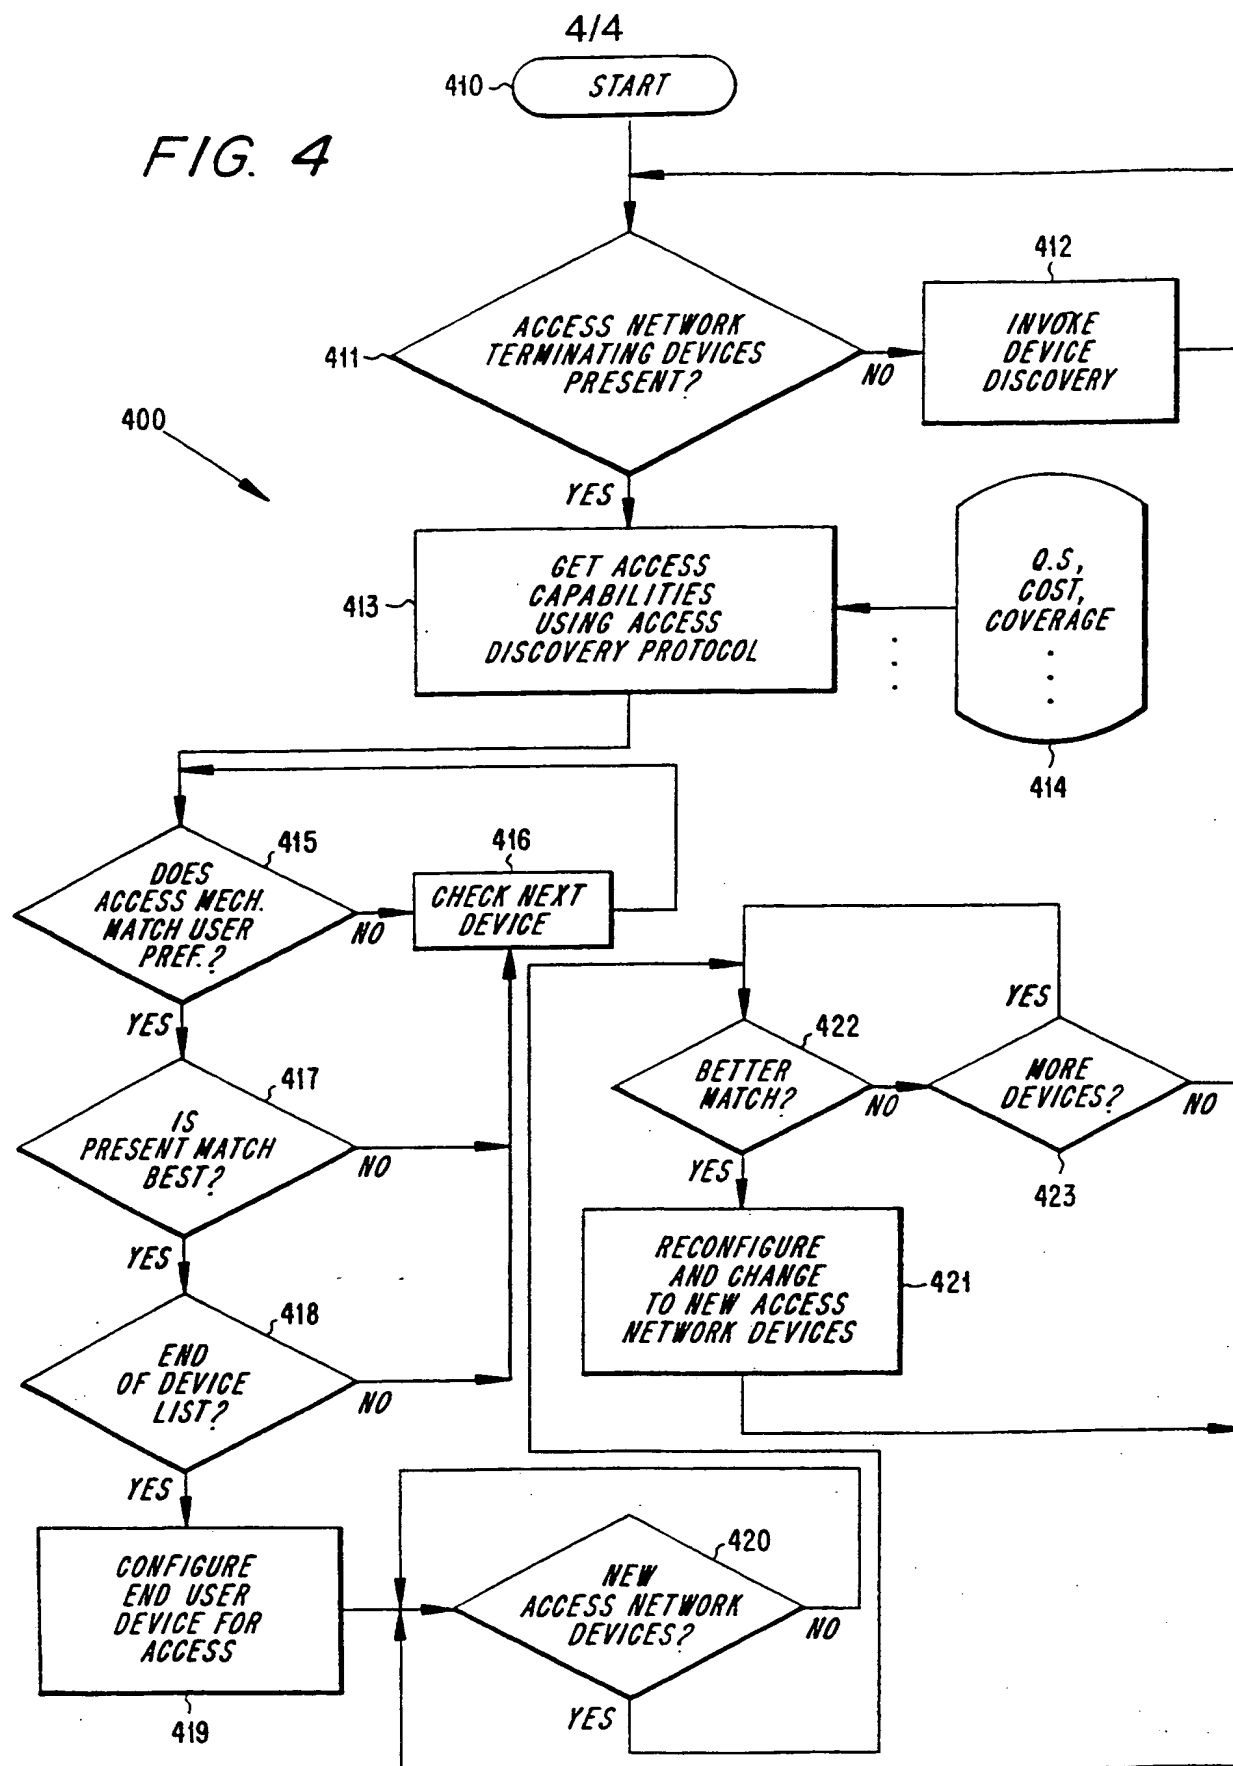 4/4
410
START
FIG. 4
412
ACCESS NETWORK
TERMINATING DEVICES
PRESENT?
411
NO
INVOKE
DEVICE
DISCOVERY
400
YES
GET ACCESS
CAPABILITIES
USING ACCESS
DISCOVERY PROTOCOL
413
Q.S,
COST,
COVERAGE
414
415
DOES
ACCESS MECH.
MATCH USER
PREF.?
NO
416
CHECK NEXT
DEVICE
YES
417
IS
PRESENT MATCH
BEST?
NO
YES
418
END
OF DEVICE
LIST?
NO
YES
CONFIGURE
END USER
DEVICE FOR
ACCESS
419
420
NEW
ACCESS NETWORK
DEVICES?
NO
YES
422
BETTER
MATCH?
NO
YES
YES
MORE
DEVICES?
NO
423
RECONFIGURE
AND CHANGE
TO NEW ACCESS
NETWORK DEVICES
421